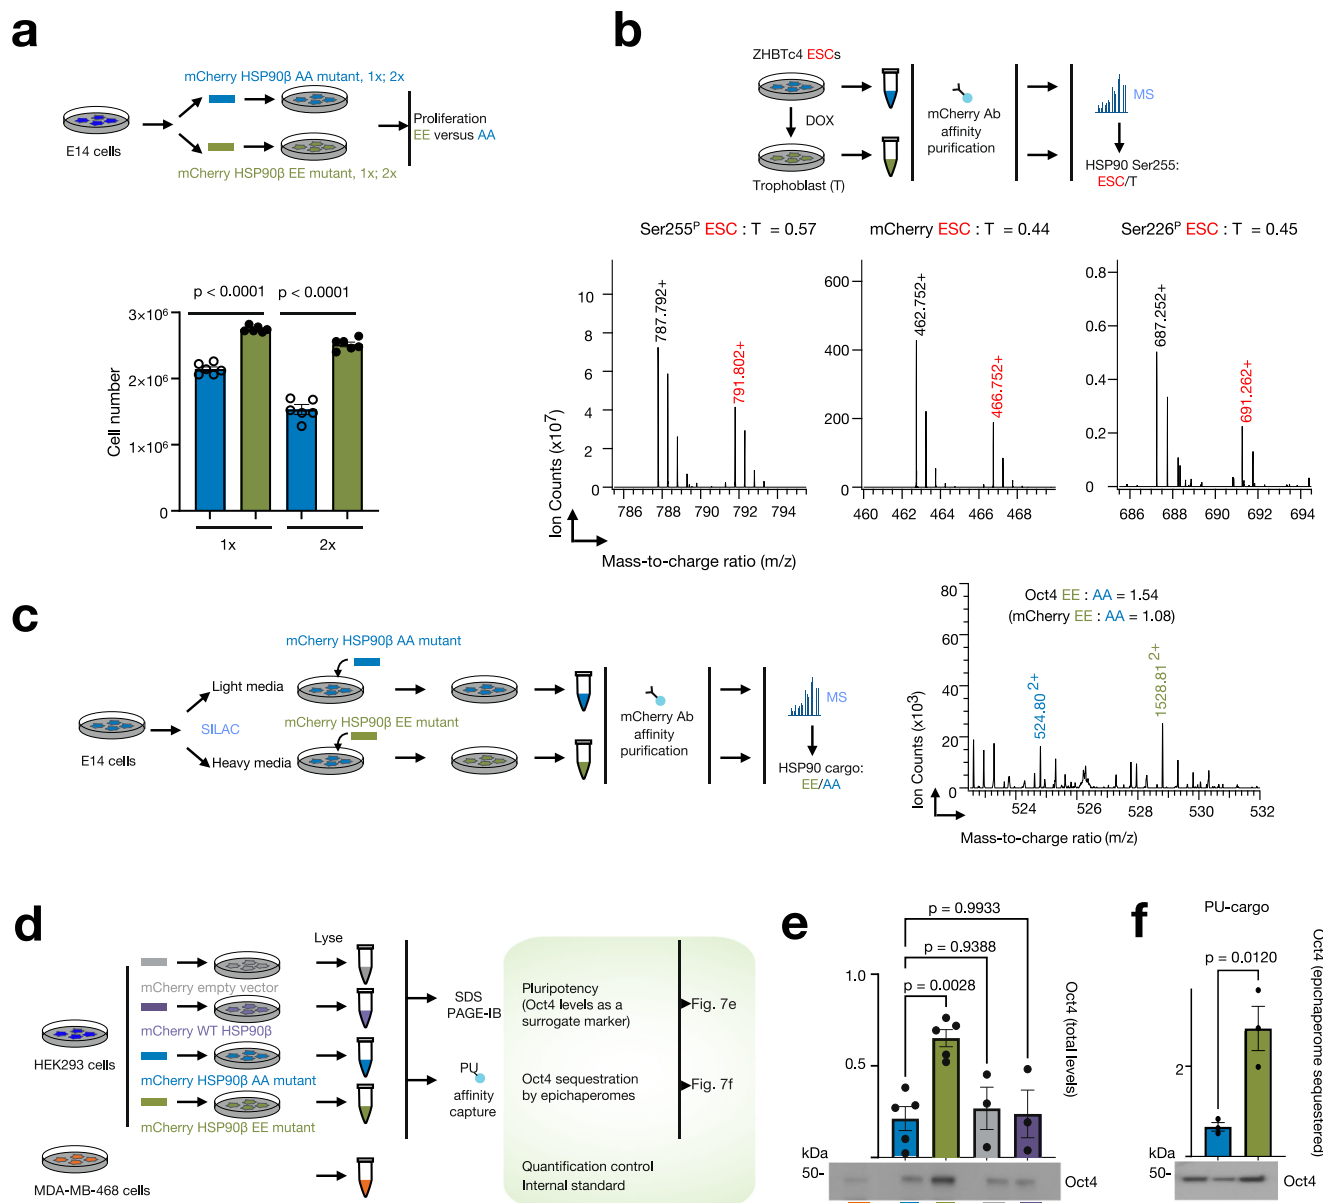 a
mCherry HSP90β AA mutant, 1x; 2x
E14 cells
Proliferation
EE versus AA
mCherry HSP90β EE mutant, 1x; 2x
p < 0.0001 p < 0.0001
Cell number
3×10⁶
2×10⁶
1×10⁶
0
1x 2x
b
ZHBTc4 ESCs
DOX
Trophoblast (T)
mCherry Ab
affinity
purification
MS
HSP90 Ser255:
ESC/T
Ser255ᴾ ESC : T = 0.57
mCherry ESC : T = 0.44
Ser226ᴾ ESC : T = 0.45
Ion Counts (x10⁷)
10
8
6
4
2
0
787.792+
791.802+
786 788 790 792 794
600
400
200
0
462.752+
466.752+
460 462 464 466 468
0.8
0.6
0.4
0.2
0
687.252+
691.262+
686 688 690 692 694
Mass-to-charge ratio (m/z)
c
mCherry HSP90β AA mutant
Light media
SILAC
E14 cells
mCherry HSP90β EE mutant
Heavy media
mCherry Ab
affinity
purification
MS
HSP90 cargo:
EE/AA
Oct4 EE : AA = 1.54
(mCherry EE : AA = 1.08)
Ion Counts (x10³)
80
60
40
20
0
524.80 2+
1528.81 2+
524 526 528 530 532
Mass-to-charge ratio (m/z)
d
Lyse
mCherry empty vector
mCherry WT HSP90β
HEK293 cells
mCherry HSP90β AA mutant
mCherry HSP90β EE mutant
MDA-MB-468 cells
SDS
PAGE-IB
PU
affinity
capture
Pluripotency
(Oct4 levels as a
surrogate marker)
Fig. 7e
Oct4 sequestration
by epichaperomes
Fig. 7f
Quantification control
Internal standard
e
p = 0.9933
p = 0.9388
p = 0.0028
1.0
0.5
Oct4 (total levels)
kDa
50-
Oct4
f
PU-cargo
p = 0.0120
2
Oct4 (epichaperome sequestered)
kDa
50-
Oct4